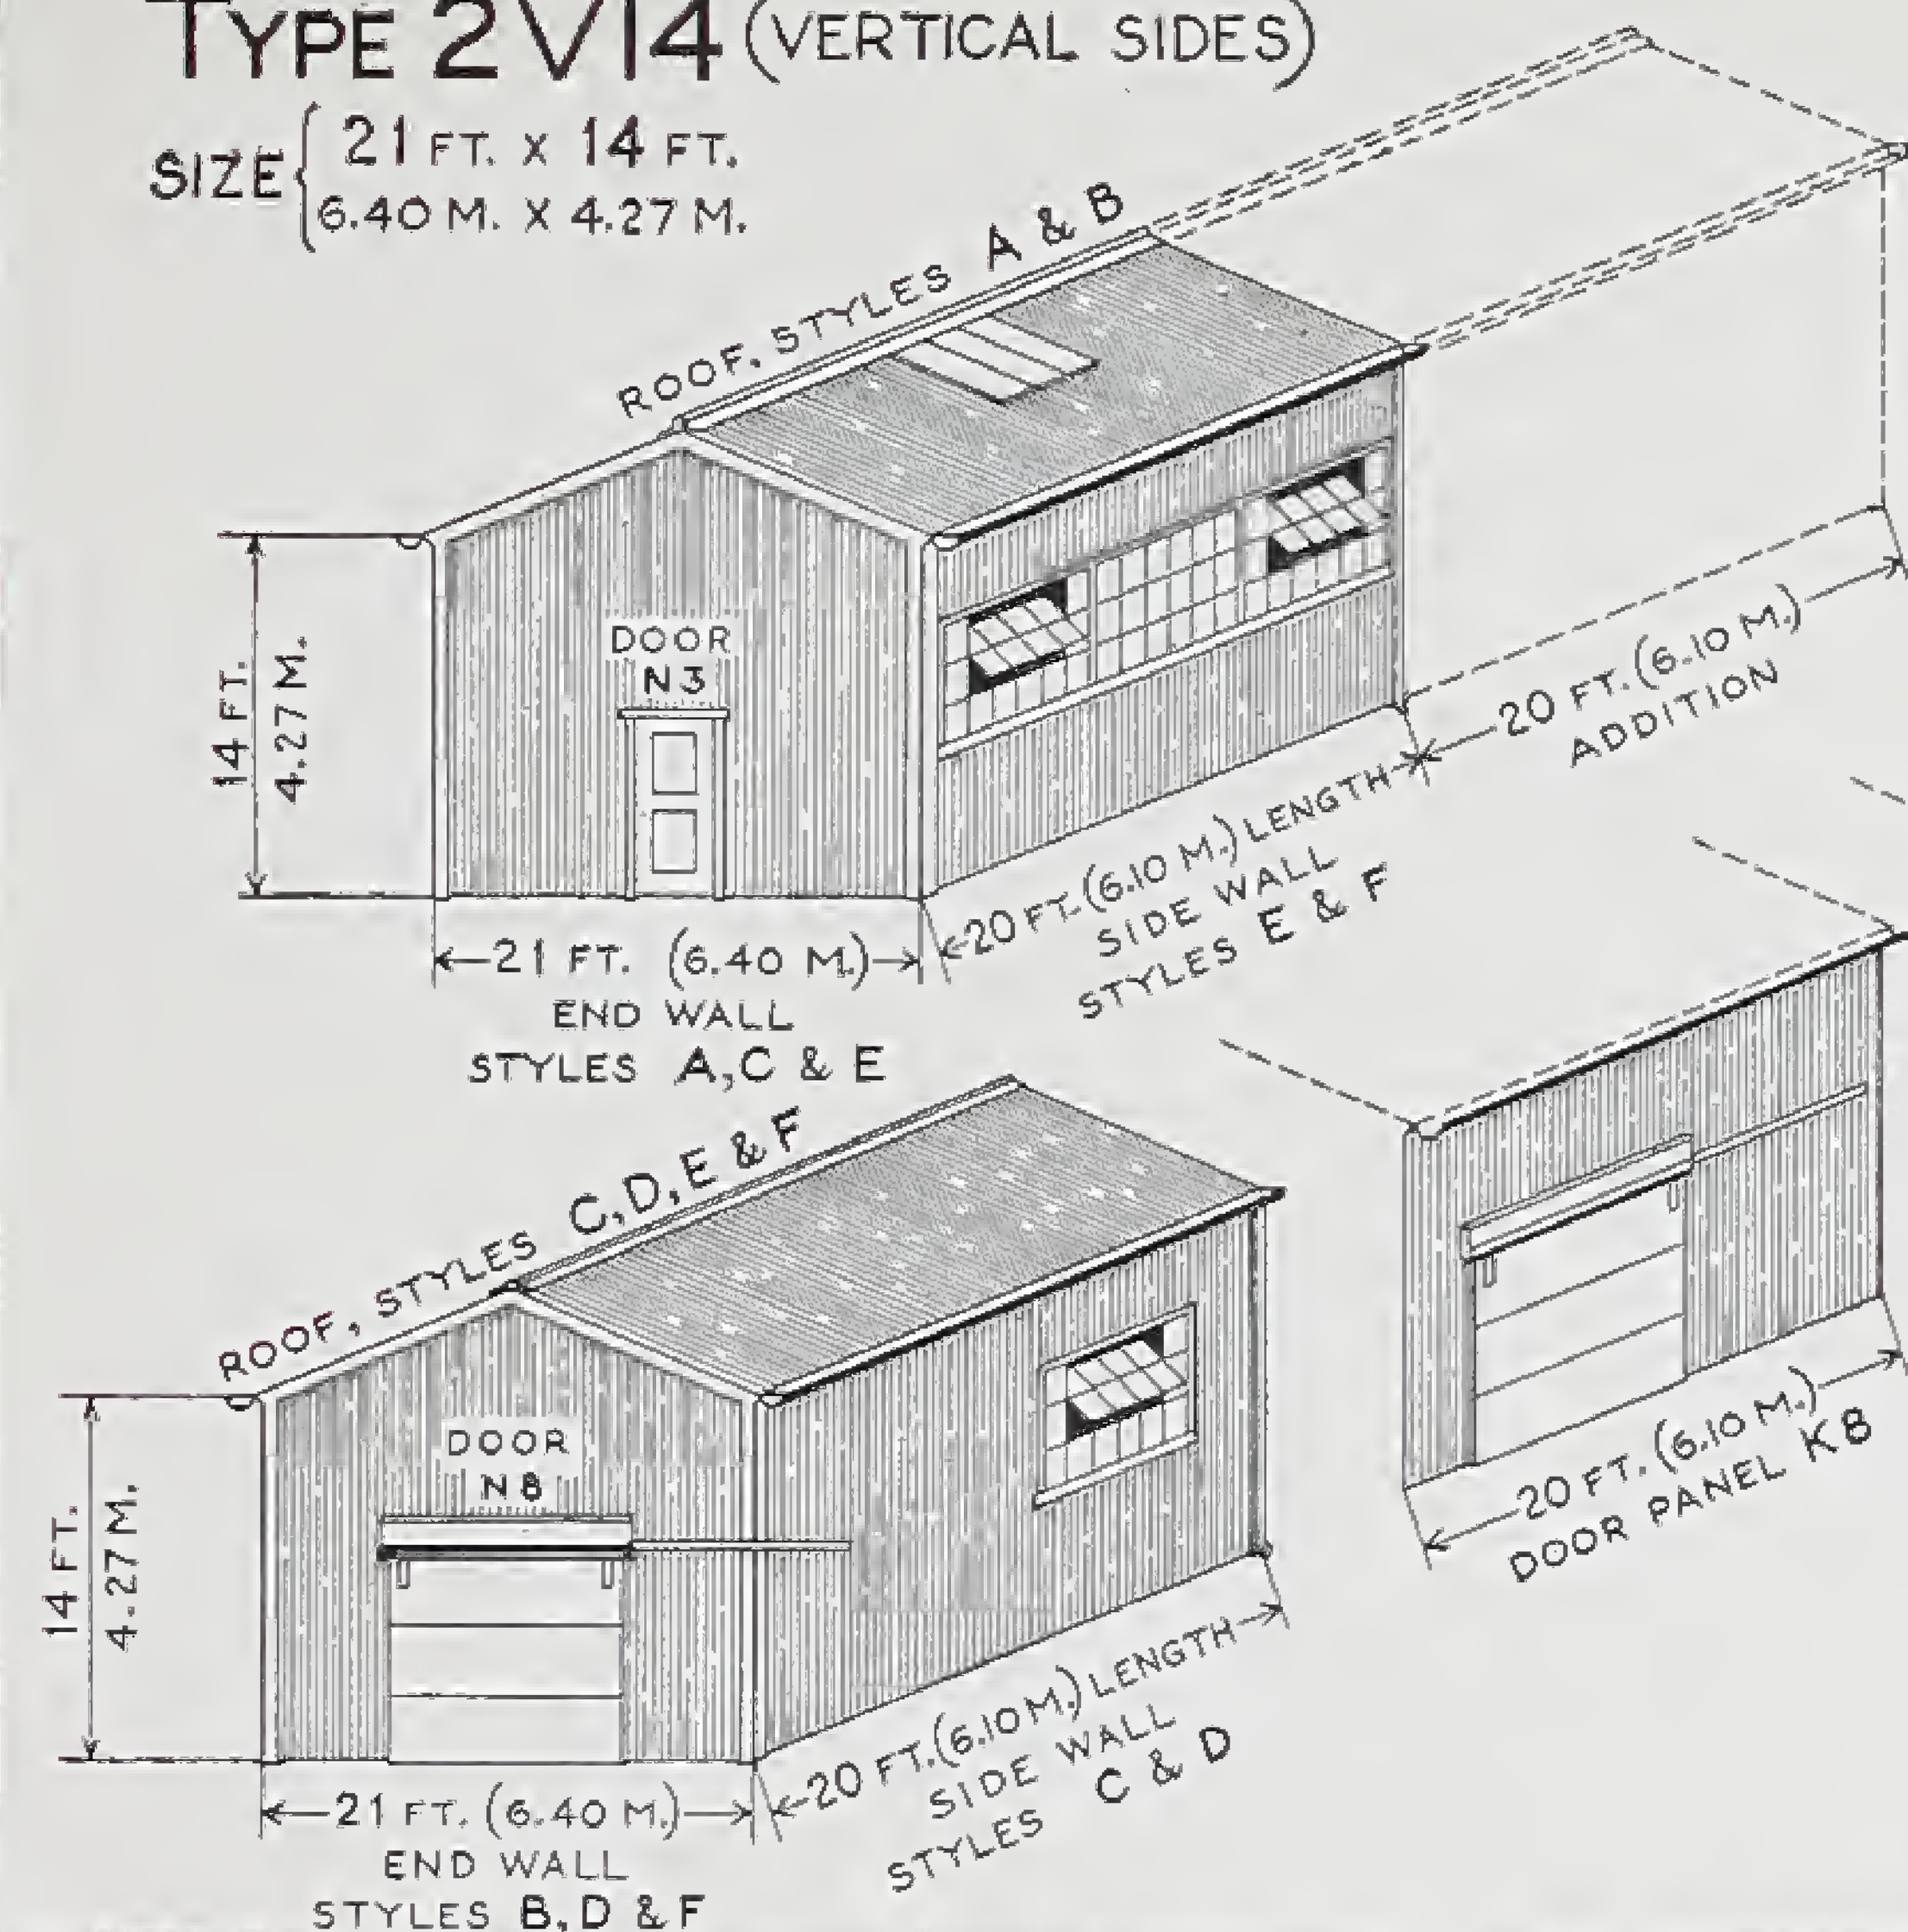 TYPE 2V14 (VERTICAL SIDES)
SIZE { 21 FT. X 14 FT.
6.40 M. X 4.27 M.
ROOF, STYLES A & B
DOOR
N3
14 FT.
4.27 M.
21 FT. (6.40 M.)
END WALL
STYLES A, C & E
20 FT. (6.10 M.) LENGTH
SIDE WALL
STYLES E & F
20 FT. (6.10 M.)
ADDITION
ROOF, STYLES C, D, E & F
DOOR
N8
14 FT.
4.27 M.
21 FT. (6.40 M.)
END WALL
STYLES B, D & F
20 FT. (6.10 M.) LENGTH
SIDE WALL
STYLES C & D
20 FT. (6.10 M.)
DOOR PANEL K8